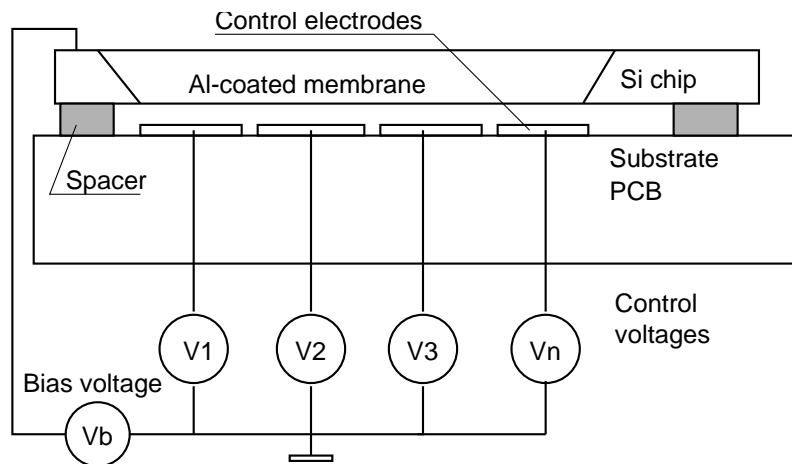 Control electrodes
Al-coated membrane
Si chip
Spacer
Substrate
PCB
Control
voltages
V1
V2
V3
Vn
Bias voltage
Vb